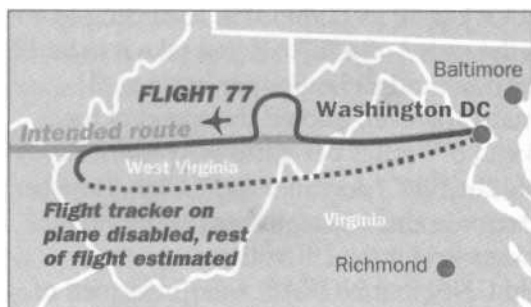 Baltimore
FLIGHT 77
Washington DC
Intended route
West Virginia
Flight tracker on
plane disabled, rest
of flight estimated
Virginia
Richmond